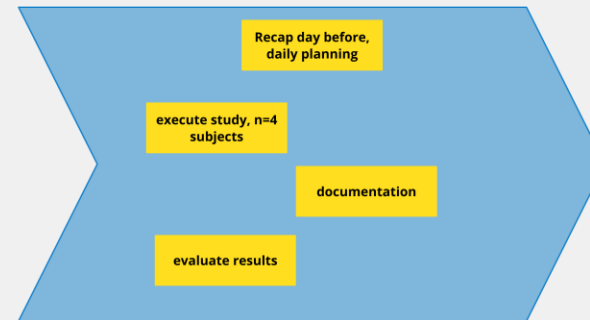 Recap day before,
daily planning
execute study, n=4
subjects
documentation
evaluate results